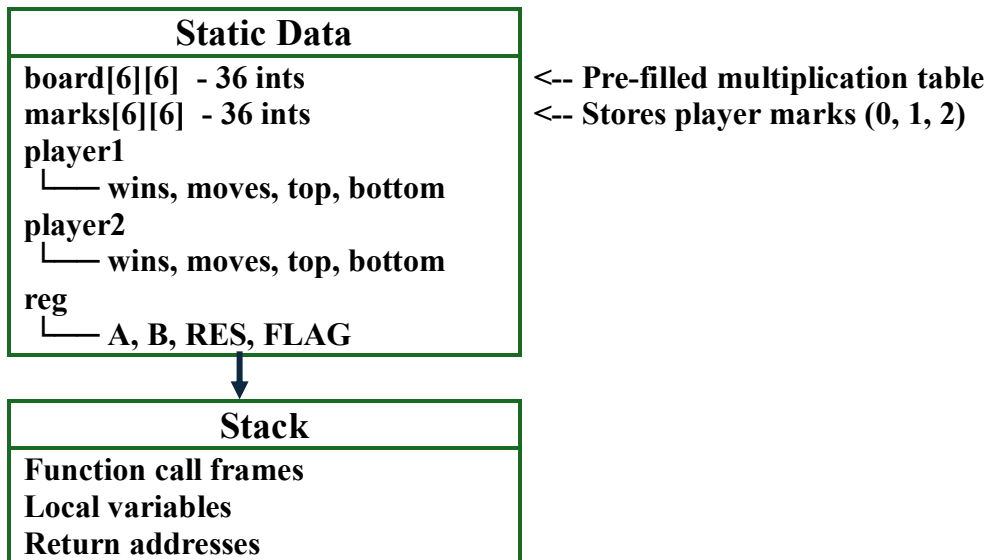 Static Data
board[6][6]  - 36 ints <-- Pre-filled multiplication table
marks[6][6]  - 36 ints <-- Stores player marks (0, 1, 2)
player1
wins, moves, top, bottom
player2
wins, moves, top, bottom
reg
A, B, RES, FLAG
Stack
Function call frames
Local variables
Return addresses